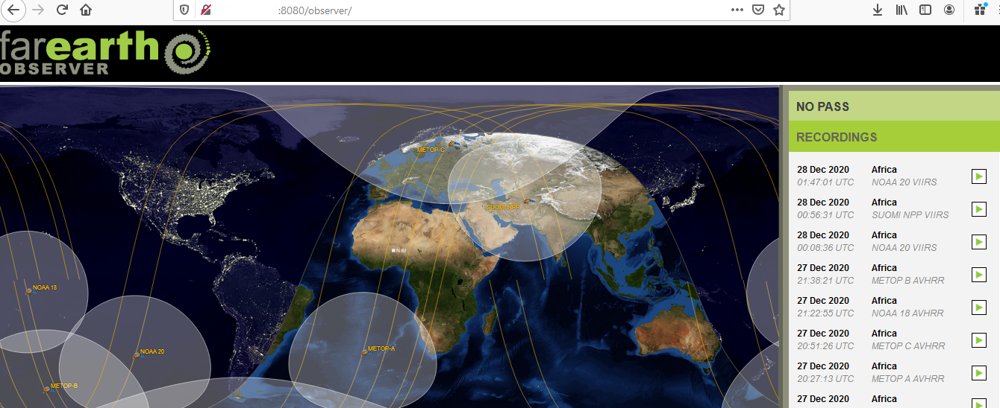 :8080/observer/
farearth
OBSERVER
METOP-C
SUOMI NPP
NOAA 18
NOAA 20
METOP-A
METOP-B
NO PASS
RECORDINGS
28 Dec 2020 Africa
01:47:01 UTC NOAA 20 VIIRS
28 Dec 2020 Africa
00:56:31 UTC SUOMI NPP VIIRS
28 Dec 2020 Africa
00:08:36 UTC NOAA 20 VIIRS
27 Dec 2020 Africa
21:38:21 UTC METOP B AVHRR
27 Dec 2020 Africa
21:22:55 UTC NOAA 18 AVHRR
27 Dec 2020 Africa
20:51:26 UTC METOP C AVHRR
27 Dec 2020 Africa
20:27:13 UTC METOP A AVHRR
27 Dec 2020 Africa